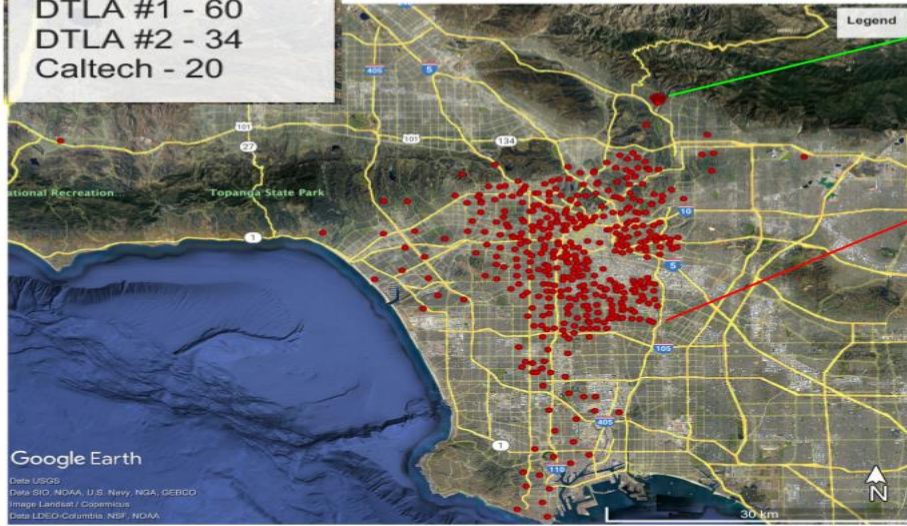 DTLA #1 - 60
DTLA #2 - 34
Caltech - 20
Legend
405
5
101
27
101
134
ational Recreation
Topanga State Park
10
1
5
105
405
1
110
Google Earth
Data USGS
Data SIO, NOAA, U.S. Navy, NGA, GEBCO
Image Landsat / Copernicus
Data LDEO-Columbia, NSF, NOAA
N
30 km